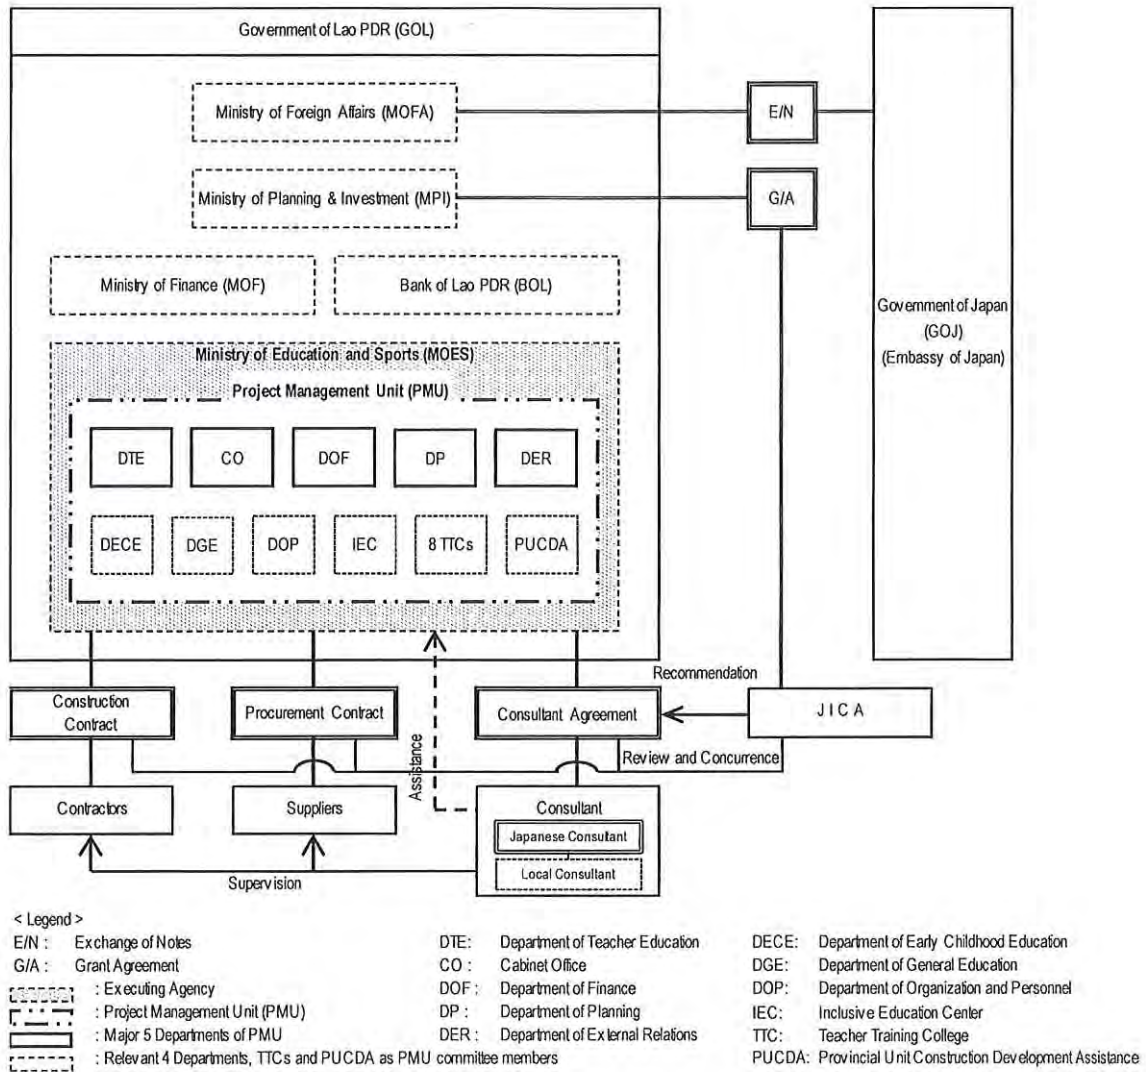 Government of Lao PDR (GOL)
Ministry of Foreign Affairs (MOFA)
E/N
Ministry of Planning & Investment (MPI)
G/A
Ministry of Finance (MOF)
Bank of Lao PDR (BOL)
Government of Japan
(GOJ)
(Embassy of Japan)
Ministry of Education and Sports (MOES)
Project Management Unit (PMU)
DTE
CO
DOF
DP
DER
DECE
DGE
DOP
IEC
8 TTCs
PUCDA
Recommendation
Construction
Contract
Procurement Contract
Consultant Agreement
JICA
Assistance
Review and Concurrence
Contractors
Suppliers
Consultant
Japanese Consultant
Local Consultant
Supervision
< Legend >
E/N : Exchange of Notes
G/A : Grant Agreement
: Executing Agency
: Project Management Unit (PMU)
: Major 5 Departments of PMU
: Relevant 4 Departments, TTCs and PUCDA as PMU committee members
DTE: Department of Teacher Education
CO : Cabinet Office
DOF : Department of Finance
DP : Department of Planning
DER : Department of External Relations
DECE: Department of Early Childhood Education
DGE: Department of General Education
DOP: Department of Organization and Personnel
IEC: Inclusive Education Center
TTC: Teacher Training College
PUCDA: Provincial Unit Construction Development Assistance